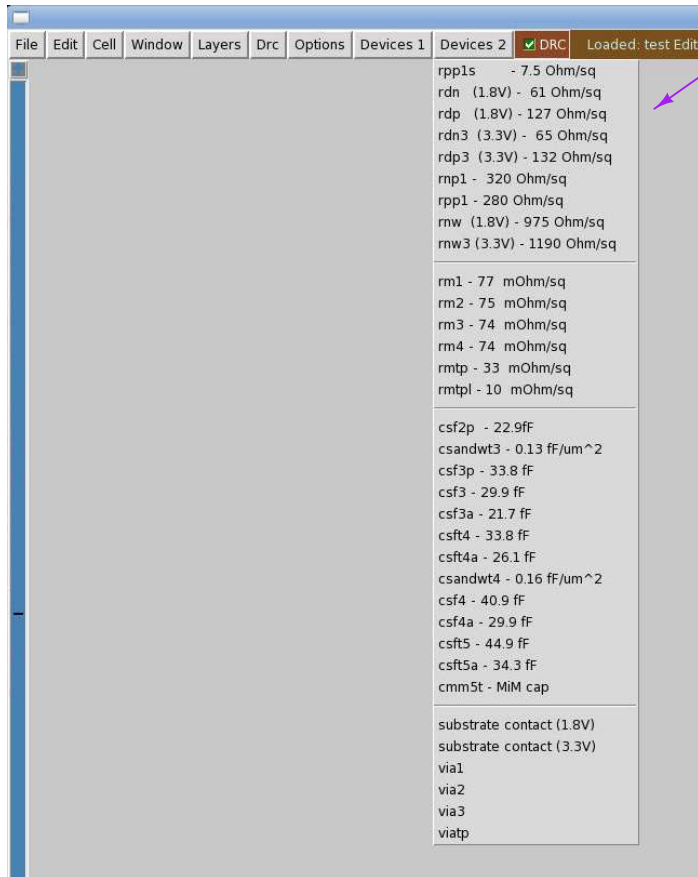 File Edit Cell Window Layers Drc Options Devices 1 Devices 2 DRC Loaded: test Edit
rpp1s - 7.5 Ohm/sq
rdn (1.8V) - 61 Ohm/sq
rdp (1.8V) - 127 Ohm/sq
rdn3 (3.3V) - 65 Ohm/sq
rdp3 (3.3V) - 132 Ohm/sq
rnp1 - 320 Ohm/sq
rpp1 - 280 Ohm/sq
rnw (1.8V) - 975 Ohm/sq
rnw3 (3.3V) - 1190 Ohm/sq
rm1 - 77 mOhm/sq
rm2 - 75 mOhm/sq
rm3 - 74 mOhm/sq
rm4 - 74 mOhm/sq
rmtp - 33 mOhm/sq
rmtpl - 10 mOhm/sq
csf2p - 22.9fF
csandwt3 - 0.13 fF/um^2
csf3p - 33.8 fF
csf3 - 29.9 fF
csf3a - 21.7 fF
csft4 - 33.8 fF
csft4a - 26.1 fF
csandwt4 - 0.16 fF/um^2
csf4 - 40.9 fF
csf4a - 29.9 fF
csft5 - 44.9 fF
csft5a - 34.3 fF
cmm5t - MiM cap
substrate contact (1.8V)
substrate contact (3.3V)
via1
via2
via3
viatp